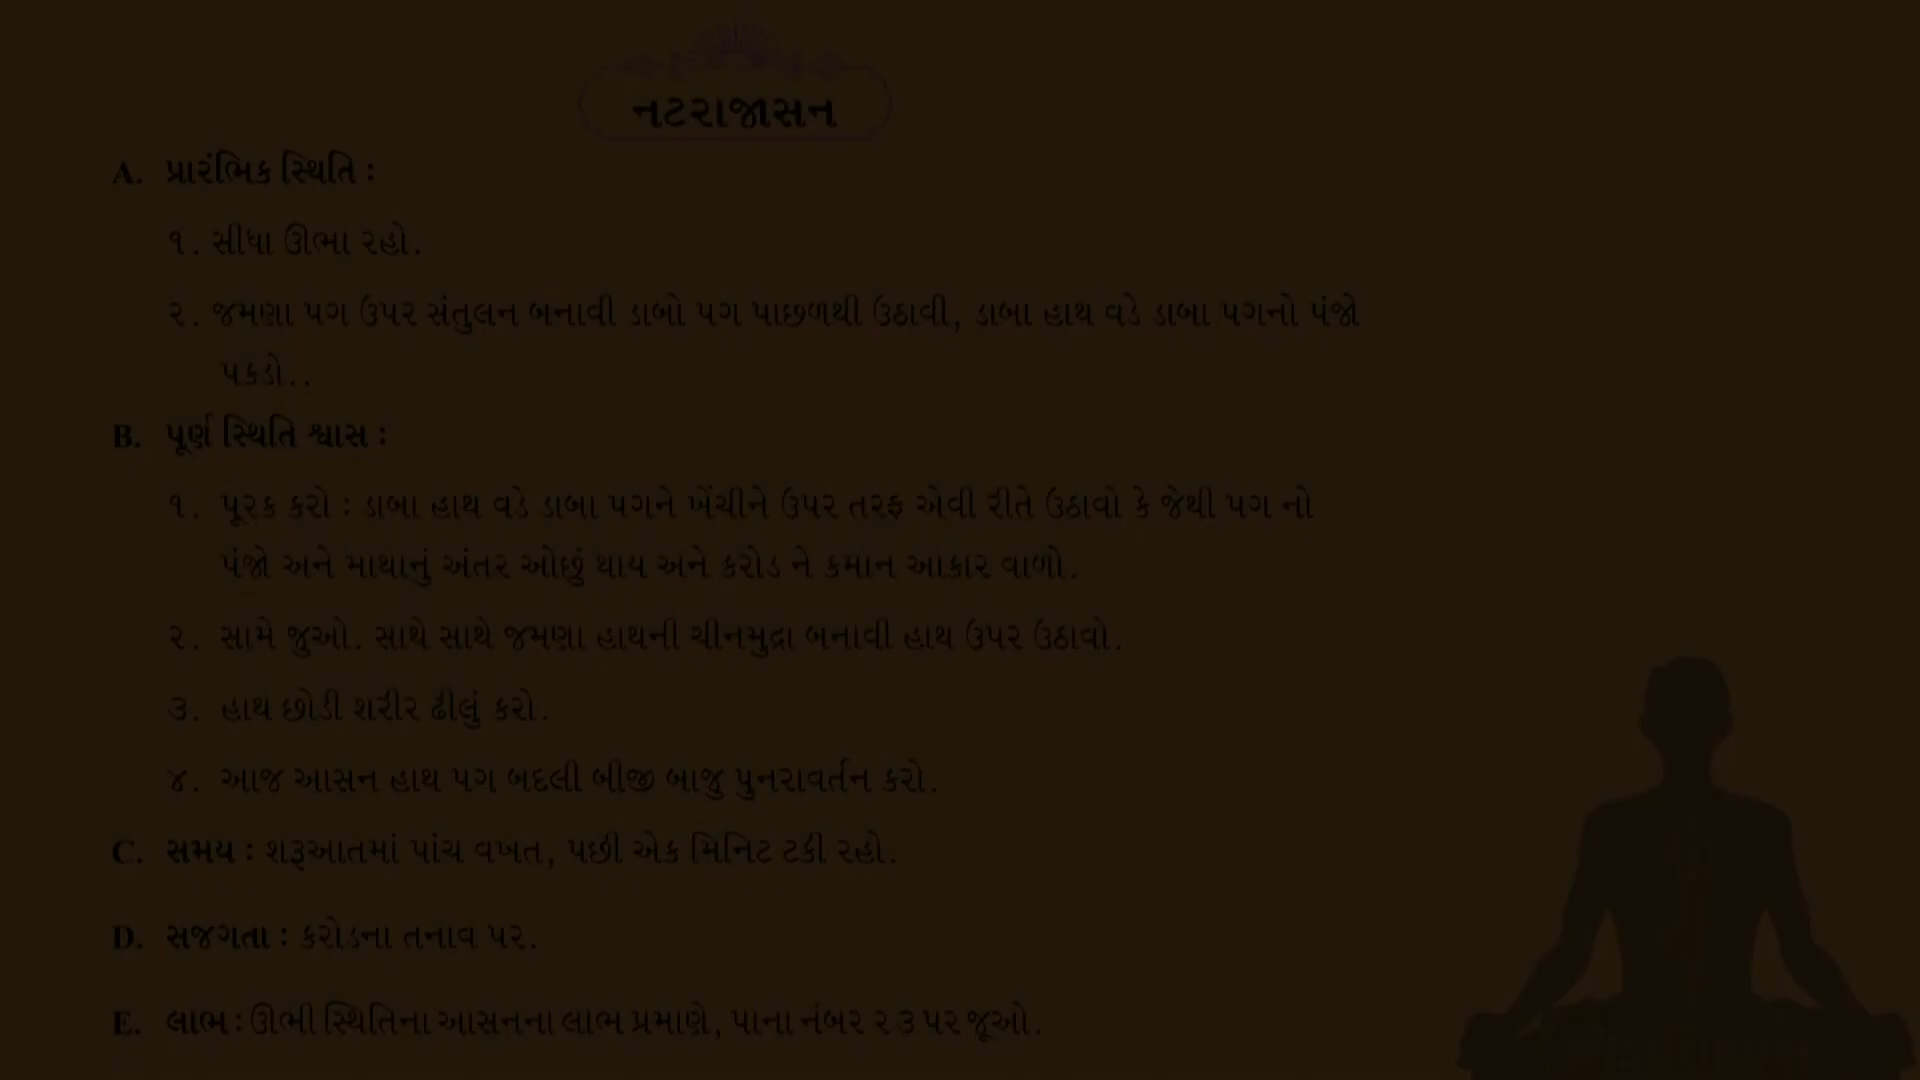 નટરાજાસન
A. પ્રારંભિક સ્થિતિ :
૧. સીધા ઊભા રહો.
૨. જમણા પગ ઉપર સંતુલન બનાવી ડાબો પગ પાછળથી ઉઠાવી, ડાબા હાથ વડે ડાબા પગનો પંજો
પકડો..
B. પૂર્ણ સ્થિતિ શ્વાસ :
૧. પૂરક કરો : ડાબા હાથ વડે ડાબા પગને ખેંચીને ઉપર તરફ એવી રીતે ઉઠાવો કે જેથી પગ નો
પંજો અને માથાનું અંતર ઓછું થાય અને કરોડ ને કમાન આકાર વાળો.
૨. સામે જુઓ. સાથે સાથે જમણા હાથની ચીનમુદ્રા બનાવી હાથ ઉપર ઉઠાવો.
૩. હાથ છોડી શરીર ઢીલું કરો.
૪. આજ આસન હાથ પગ બદલી બીજી બાજુ પુનરાવર્તન કરો.
C. સમય : શરૂઆતમાં પાંચ વખત, પછી એક મિનિટ ટકી રહો.
D. સજગતા : કરોડના તનાવ પર.
E. લાભ : ઊભી સ્થિતિના આસનના લાભ પ્રમાણે, પાના નંબર ૨૩ પર જૂઓ.